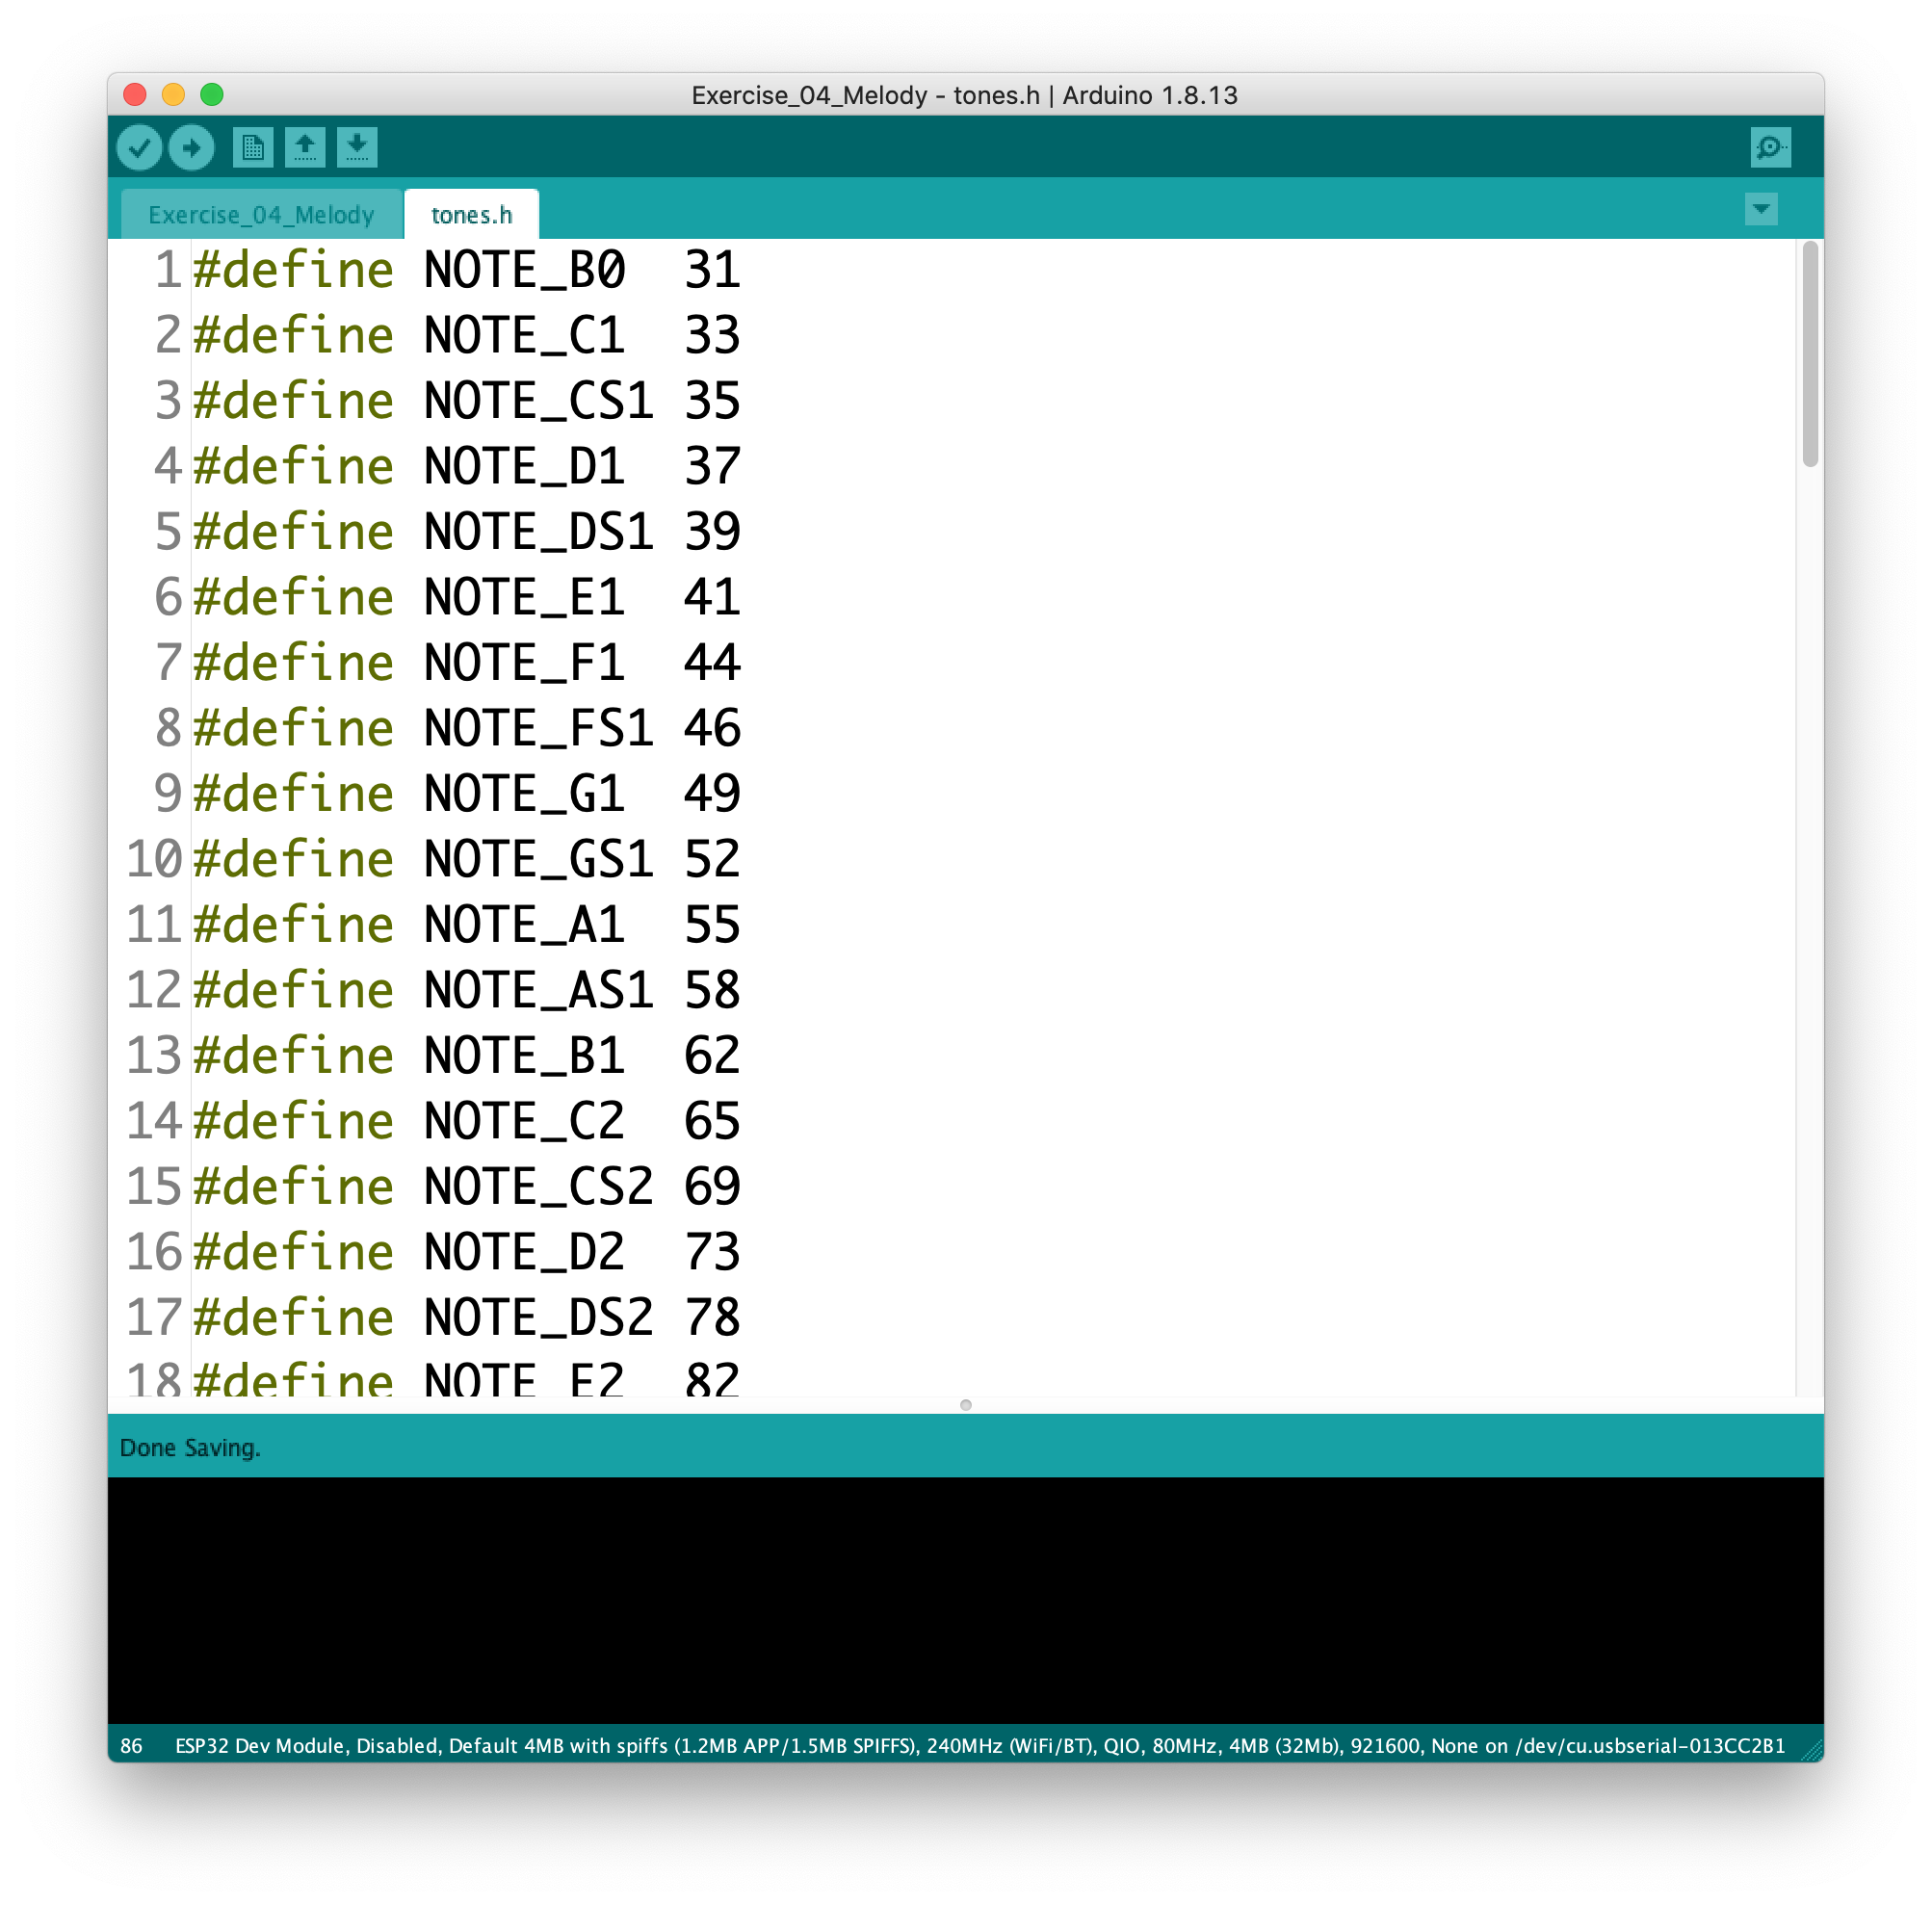 Exercise_04_Melody - tones.h | Arduino 1.8.13
Exercise_04_Melody tones.h
1 #define NOTE_B0  31
2 #define NOTE_C1  33
3 #define NOTE_CS1 35
4 #define NOTE_D1  37
5 #define NOTE_DS1 39
6 #define NOTE_E1  41
7 #define NOTE_F1  44
8 #define NOTE_FS1 46
9 #define NOTE_G1  49
10 #define NOTE_GS1 52
11 #define NOTE_A1  55
12 #define NOTE_AS1 58
13 #define NOTE_B1  62
14 #define NOTE_C2  65
15 #define NOTE_CS2 69
16 #define NOTE_D2  73
17 #define NOTE_DS2 78
18 #define NOTE_E2  82
Done Saving.
86 ESP32 Dev Module, Disabled, Default 4MB with spiffs (1.2MB APP/1.5MB SPIFFS), 240MHz (WiFi/BT), QIO, 80MHz, 4MB (32Mb), 921600, None on /dev/cu.usbserial-013CC2B1